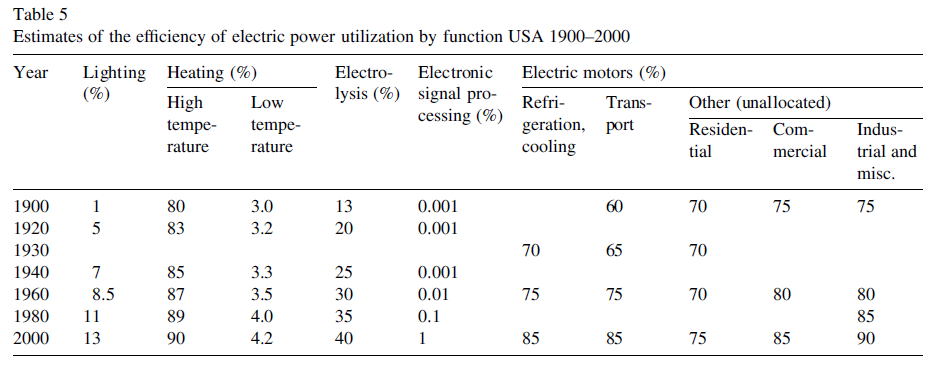 Table 5
Estimates of the efficiency of electric power utilization by function USA 1900–2000
Year Lighting Heating (%) Electro- Electronic Electric motors (%)
(%) lysis (%) signal pro-
High Low cessing (%) Refri- Trans- Other (unallocated)
tempe- tempe- geration, port
rature rature cooling Residen- Com- Indus-
tial mercial trial and
misc.
1900 1 80 3.0 13 0.001 60 70 75 75
1920 5 83 3.2 20 0.001
1930 70 65 70
1940 7 85 3.3 25 0.001
1960 8.5 87 3.5 30 0.01 75 75 70 80 80
1980 11 89 4.0 35 0.1 85
2000 13 90 4.2 40 1 85 85 75 85 90